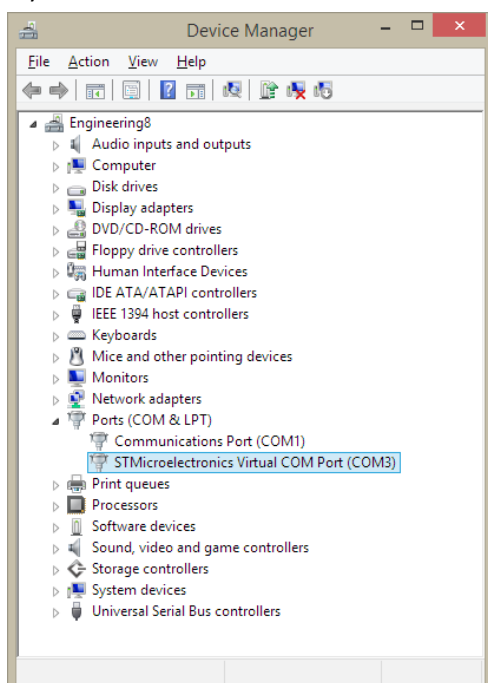 Device Manager
File Action View Help
Engineering8
Audio inputs and outputs
Computer
Disk drives
Display adapters
DVD/CD-ROM drives
Floppy drive controllers
Human Interface Devices
IDE ATA/ATAPI controllers
IEEE 1394 host controllers
Keyboards
Mice and other pointing devices
Monitors
Network adapters
Ports (COM & LPT)
Communications Port (COM1)
STMicroelectronics Virtual COM Port (COM3)
Print queues
Processors
Software devices
Sound, video and game controllers
Storage controllers
System devices
Universal Serial Bus controllers